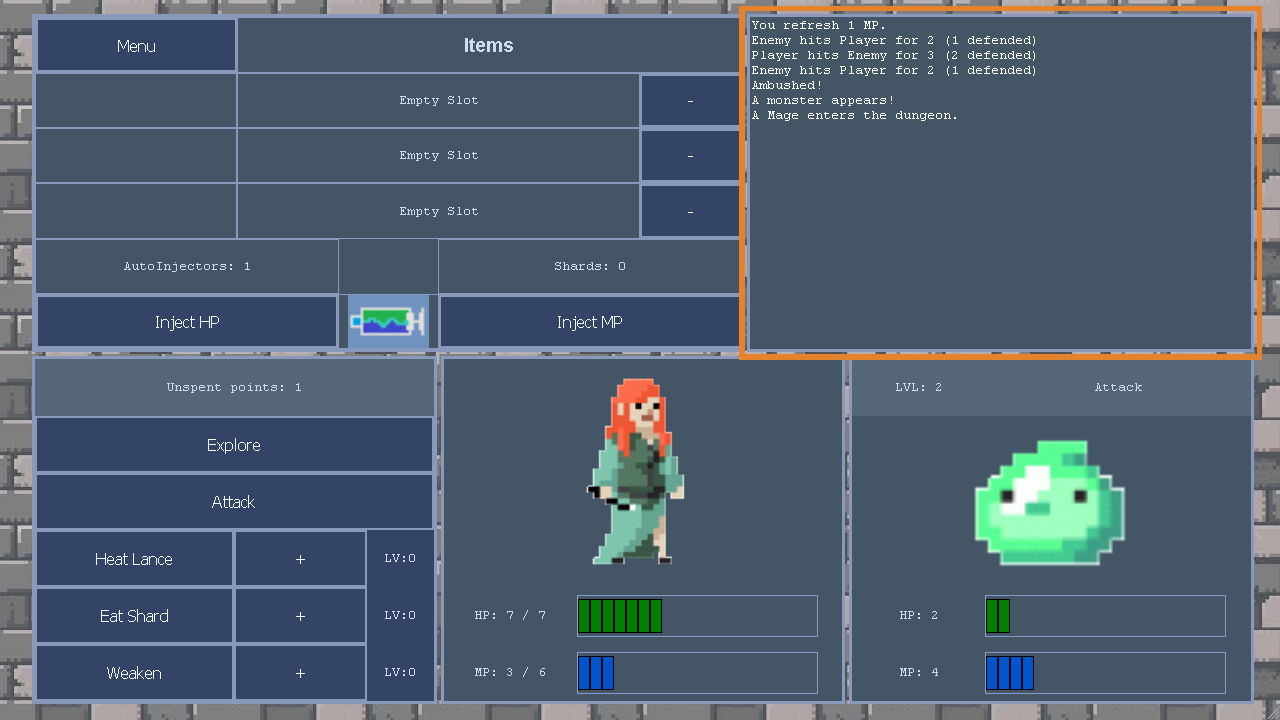 Menu
Items
Empty Slot
-
Empty Slot
-
Empty Slot
-
AutoInjectors: 1
Shards: 0
Inject HP
Inject MP
You refresh 1 MP.
Enemy hits Player for 2 (1 defended)
Player hits Enemy for 3 (2 defended)
Enemy hits Player for 2 (1 defended)
Ambushed!
A monster appears!
A Mage enters the dungeon.
Unspent points: 1
Explore
Attack
Heat Lance + LV:0
Eat Shard + LV:0
Weaken + LV:0
HP: 7 / 7
MP: 3 / 6
LVL: 2 Attack
HP: 2
MP: 4